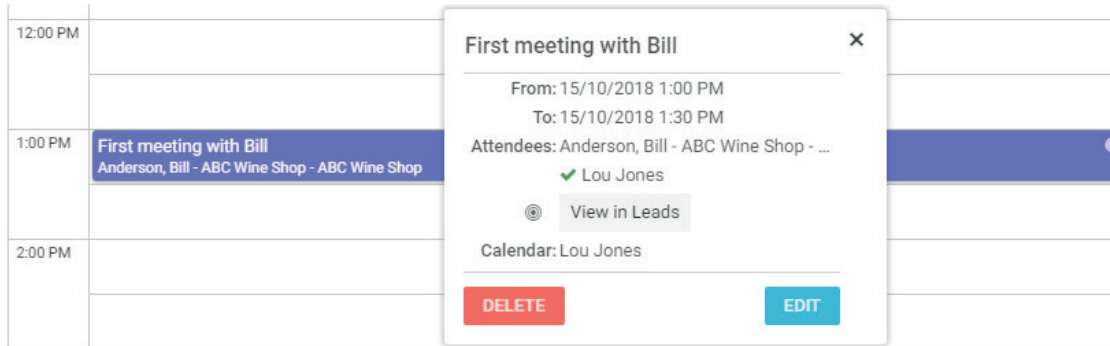 12:00 PM
1:00 PM
First meeting with Bill
Anderson, Bill - ABC Wine Shop - ABC Wine Shop
2:00 PM
First meeting with Bill
×
From: 15/10/2018 1:00 PM
To: 15/10/2018 1:30 PM
Attendees: Anderson, Bill - ABC Wine Shop - ...
✔ Lou Jones
View in Leads
Calendar: Lou Jones
DELETE
EDIT